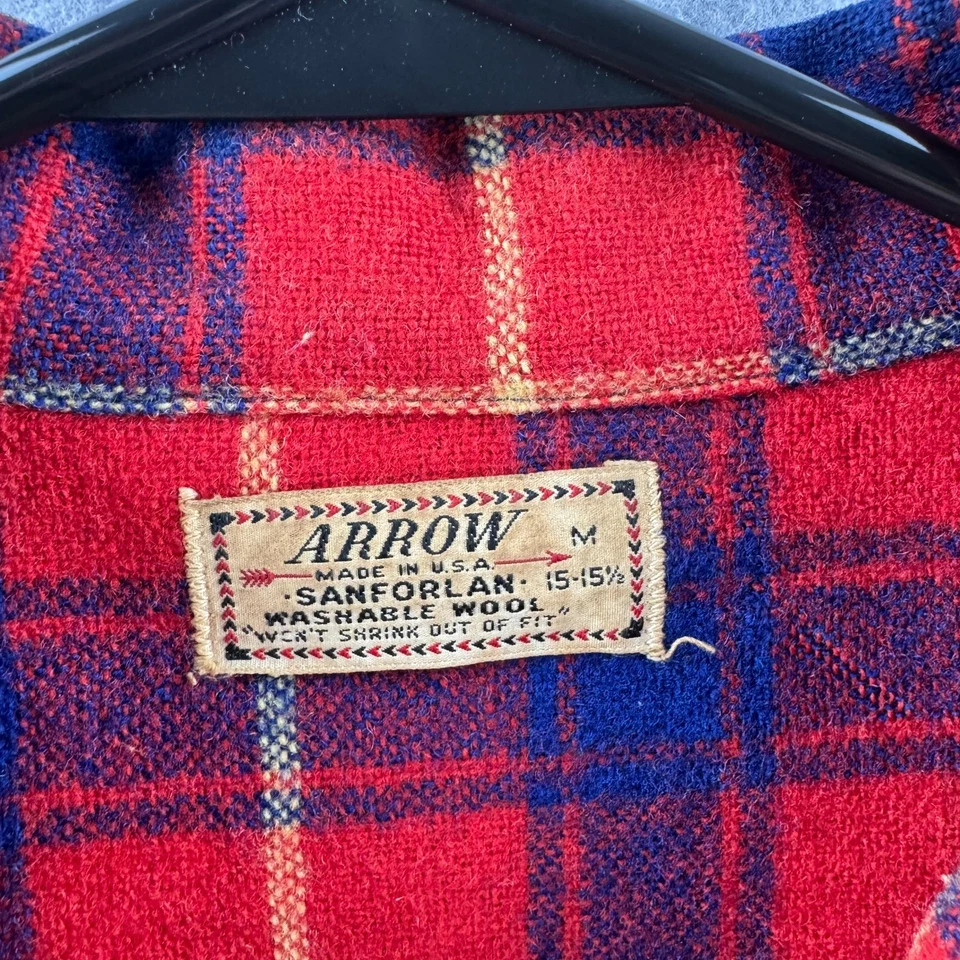 ARROW M
MADE IN U.S.A.
·SANFORLAN· 15-15½
WASHABLE WOOL
"WON'T SHRINK OUT OF FIT"